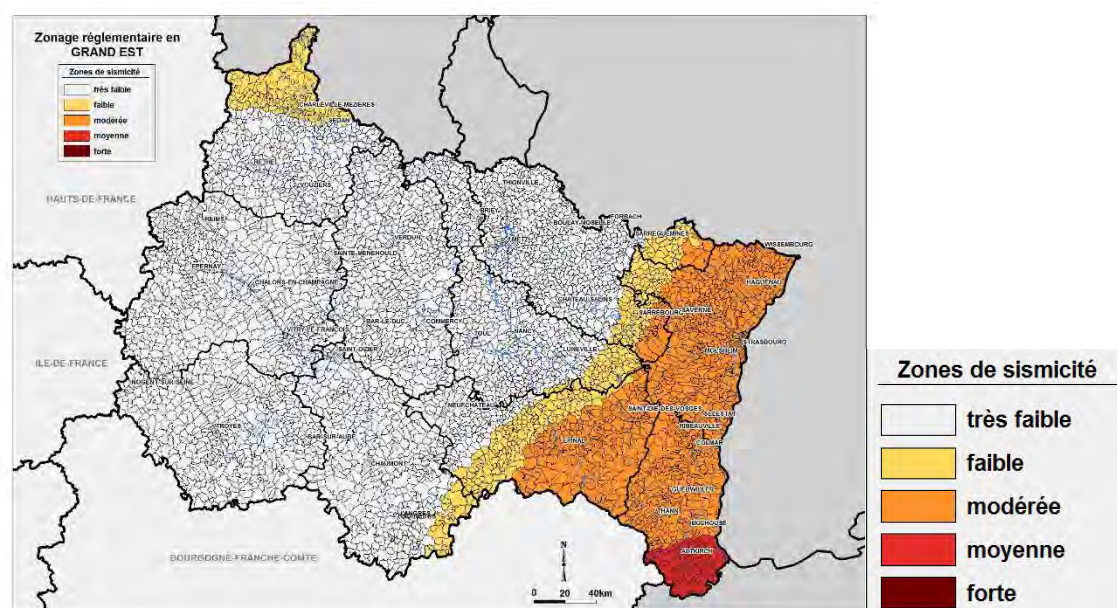 Zonage réglementaire en
GRAND EST
Zones de sismicité
très faible
faible
modérée
moyenne
forte
CHARLEVILLE-MEZIERES
SEDAN
RETHEL
VOUZIERS
HAUTS-DE-FRANCE
THIONVILLE
BRIEY
BOULAY-MOSELLE
FORBACH
REIMS
VERDUN
METZ
SARREGUEMINES
WISSEMBOURG
SAINTE-MENEHOULD
EPERNAY
CHALONS-EN-CHAMPAGNE
HAGUENAU
CHATEAU-SALINS
SARREBOURG
SAVERNE
BAR-LE-DUC
COMMERCY
VITRY-LE-FRANCOIS
TOUL
NANCY
STRASBOURG
MOLSHEIM
SAINT-DIZIER
LUNEVILLE
ILE-DE-FRANCE
NOGENT-SUR-SEINE
NEUFCHATEAU
SAINT-DIE-DES-VOSGES
SELESTAT
TROYES
RIBEAUVILLE
BAR-SUR-AUBE
EPINAL
COLMAR
CHAUMONT
GUEBWILLER
LANGRES
THANN
MULHOUSE
ALTKIRCH
BOURGOGNE-FRANCHE-COMTE
N
0 20 40km
Zones de sismicité
très faible
faible
modérée
moyenne
forte